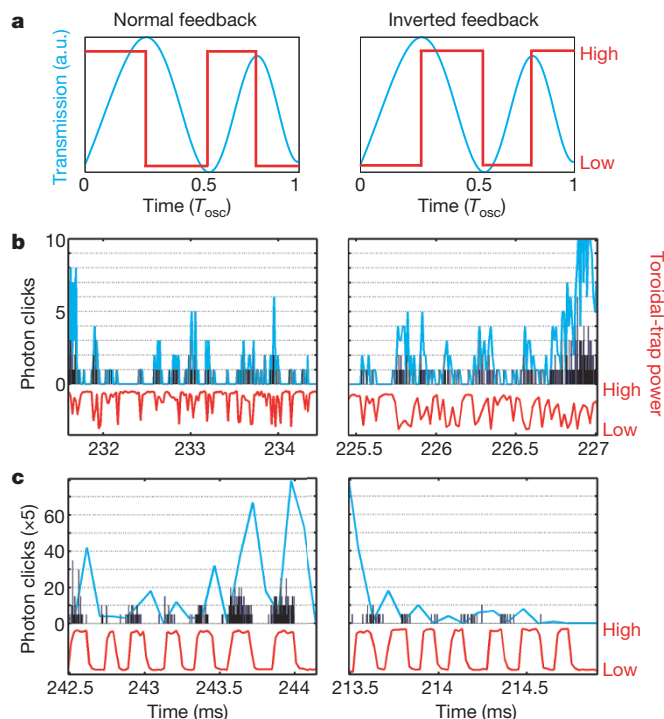 a Normal feedback Inverted feedback
Transmission (a.u.)
High
Low
0 0.5 1 0 0.5 1
Time (Tosc) Time (Tosc)
b
Photon clicks
10
5
0
Toroidal-trap power
High
Low
232 233 234 225.5 226 226.5 227
c
Photon clicks (×5)
80
60
40
20
0
High
Low
242.5 243 243.5 244 213.5 214 214.5
Time (ms) Time (ms)